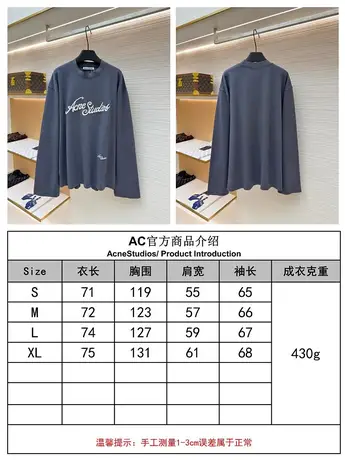 Acne Studios
AC官方商品介绍
AcneStudios/ Product Introduction
Size 衣长 胸围 肩宽 袖长 成衣克重
S 71 119 55 65
M 72 123 57 66
L 74 127 59 67
XL 75 131 61 68 430g
温馨提示：手工测量1-3cm误差属于正常